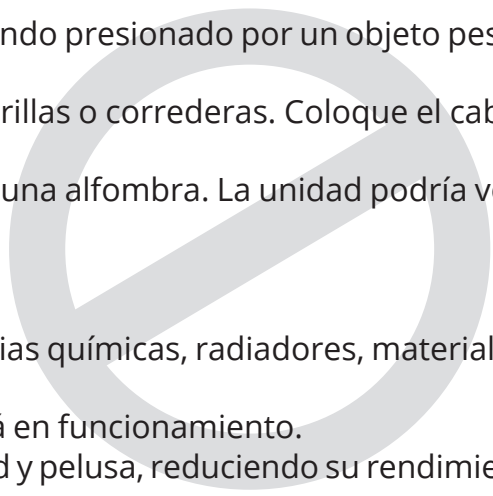 ndo presionado por un objeto pes
rillas o correderas. Coloque el cab
una alfombra. La unidad podría v
ias químicas, radiadores, material
á en funcionamiento.
d y pelusa, reduciendo su rendimie